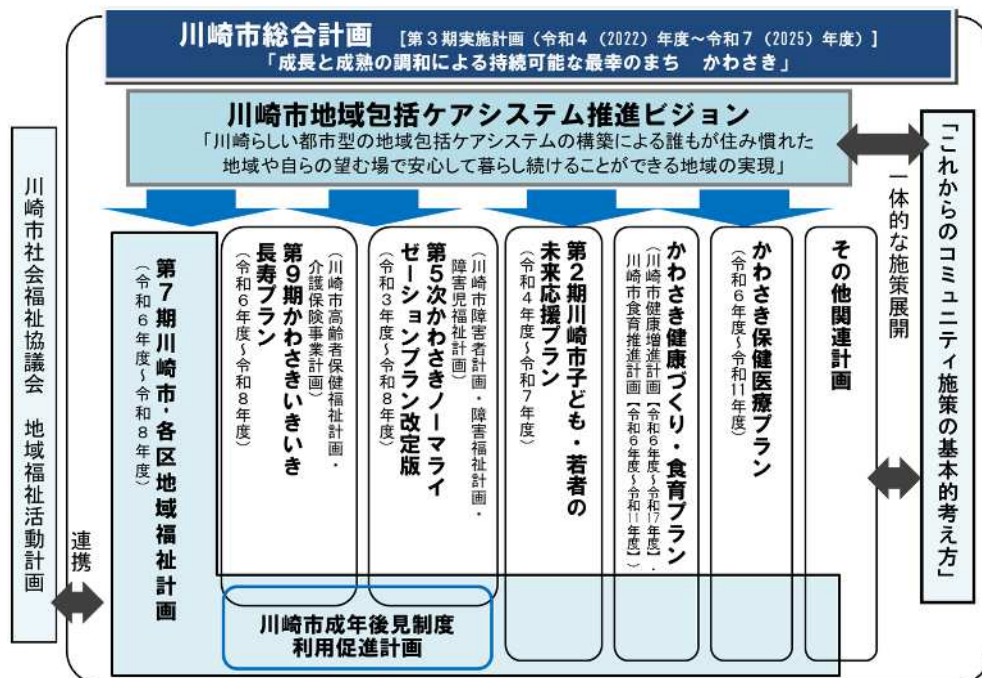 川崎市総合計画 [第3期実施計画(令和4(2022)年度~令和7(2025)年度)]
「成長と成熟の調和による持続可能な最幸のまち かわさき」
川崎市地域包括ケアシステム推進ビジョン
「川崎らしい都市型の地域包括ケアシステムの構築による誰もが住み慣れた
地域や自らの望む場で安心して暮らし続けることができる地域の実現」
「これからのコミュニティ施策の基本的考え方」
一体的な施策展開
その他関連計画
かわさき保健医療プラン
(令和6年度~令和11年度)
かわさき健康づくり・食育プラン
(川崎市健康増進計画【令和6年度~令和17年度】・
川崎市食育推進計画【令和6年度~令和11年度】)
第2期川崎市子ども・若者の
未来応援プラン
(令和4年度~令和7年度)
(川崎市障害者計画・障害福祉計画・
障害児福祉計画)
第5次かわさきノーマライ
ゼーションプラン改定版
(令和3年度~令和8年度)
(川崎市高齢者保健福祉計画・
介護保険事業計画)
第9期かわさきいきいき
長寿プラン
(令和6年度~令和8年度)
第7期川崎市・各区地域福祉計画
(令和6年度~令和8年度)
川崎市成年後見制度
利用促進計画
連携
川崎市社会福祉協議会 地域福祉活動計画